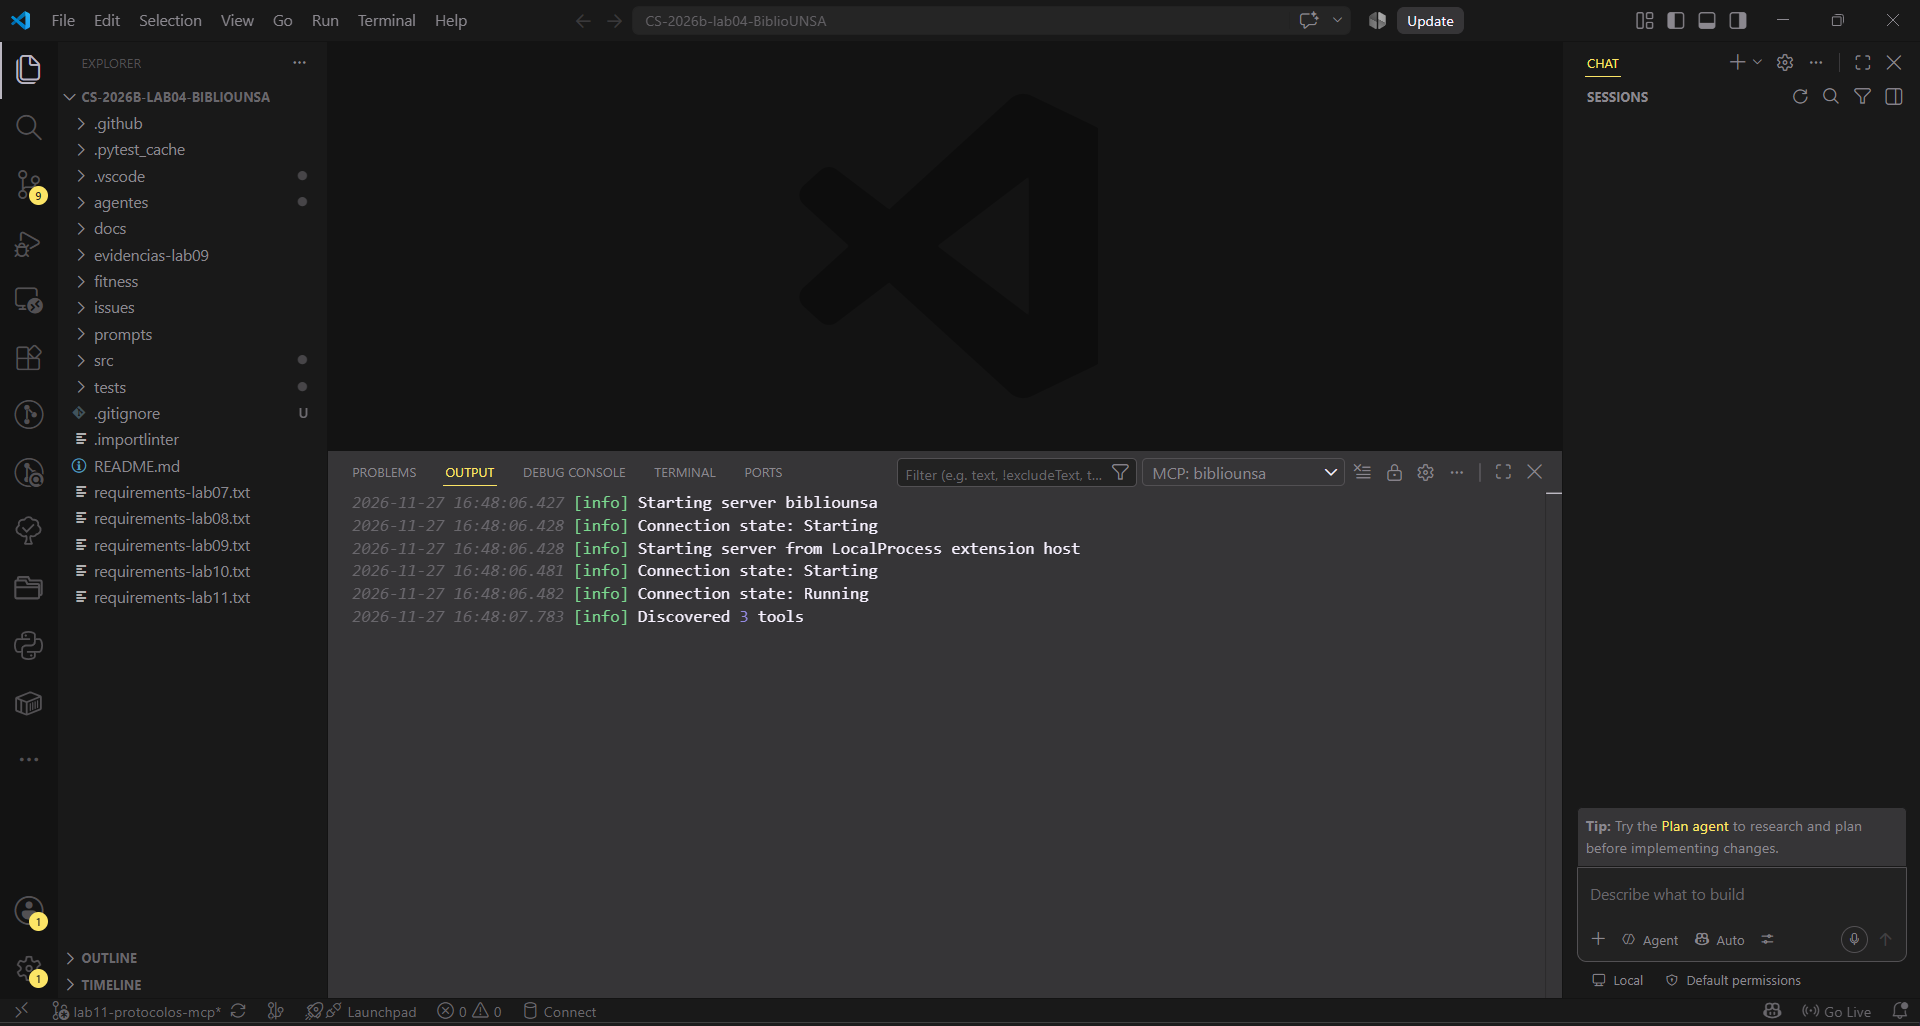 File Edit Selection View Go Run Terminal Help
CS-2026b-lab04-BiblioUNSA
Update
EXPLORER
CS-2026B-LAB04-BIBLIOUNSA
.github
.pytest_cache
.vscode
agentes
docs
evidencias-lab09
fitness
issues
prompts
src
tests
.gitignore U
.importlinter
README.md
requirements-lab07.txt
requirements-lab08.txt
requirements-lab09.txt
requirements-lab10.txt
requirements-lab11.txt
OUTLINE
TIMELINE
9
1
1
PROBLEMS OUTPUT DEBUG CONSOLE TERMINAL PORTS
Filter (e.g. text, !excludeText, t...
MCP: bibliounsa
2026-11-27 16:48:06.427 [info] Starting server bibliounsa
2026-11-27 16:48:06.428 [info] Connection state: Starting
2026-11-27 16:48:06.428 [info] Starting server from LocalProcess extension host
2026-11-27 16:48:06.481 [info] Connection state: Starting
2026-11-27 16:48:06.482 [info] Connection state: Running
2026-11-27 16:48:07.783 [info] Discovered 3 tools
CHAT
SESSIONS
Tip: Try the Plan agent to research and plan
before implementing changes.
Describe what to build
Agent Auto
Local Default permissions
lab11-protocolos-mcp* Launchpad 0 0 Connect Go Live